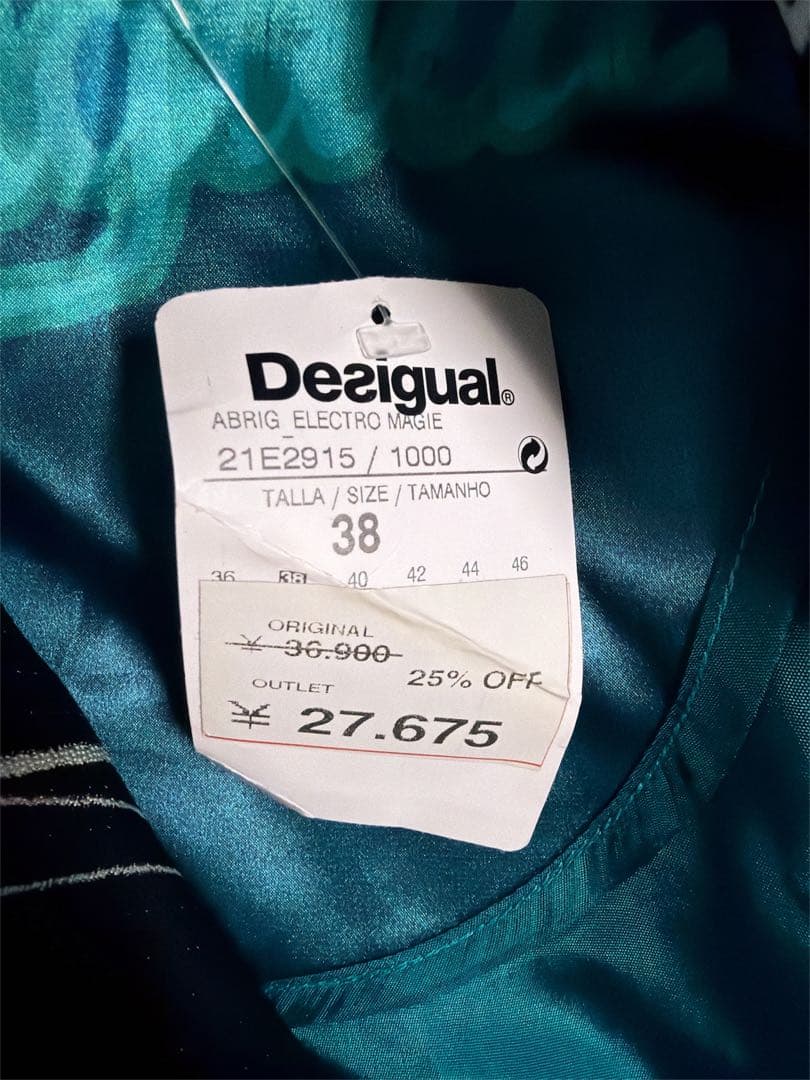 Desigual®
ABRIG_ELECTRO MAGIE
21E2915 / 1000
TALLA / SIZE / TAMANHO
38
36 38 40 42 44 46
ORIGINAL
¥ 36.900
25% OFF
OUTLET
¥ 27.675